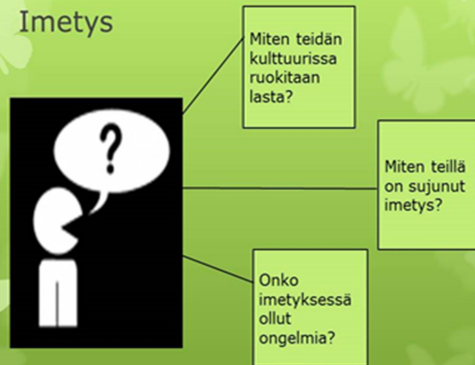 Imetys
Miten teidän
kulttuurissa
ruokitaan
lasta?
?
Miten teillä
on sujunut
imetys?
Onko
imetyksessä
ollut
ongelmia?